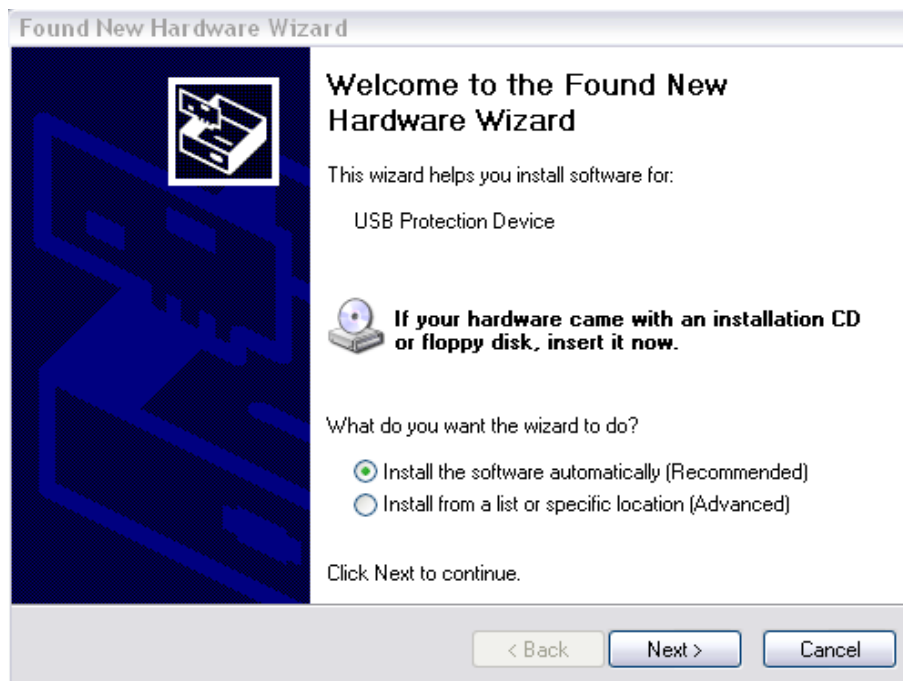 Found New Hardware Wizard
Welcome to the Found New
Hardware Wizard
This wizard helps you install software for:
USB Protection Device
If your hardware came with an installation CD
or floppy disk, insert it now.
What do you want the wizard to do?
Install the software automatically (Recommended)
Install from a list or specific location (Advanced)
Click Next to continue.
< Back Next > Cancel